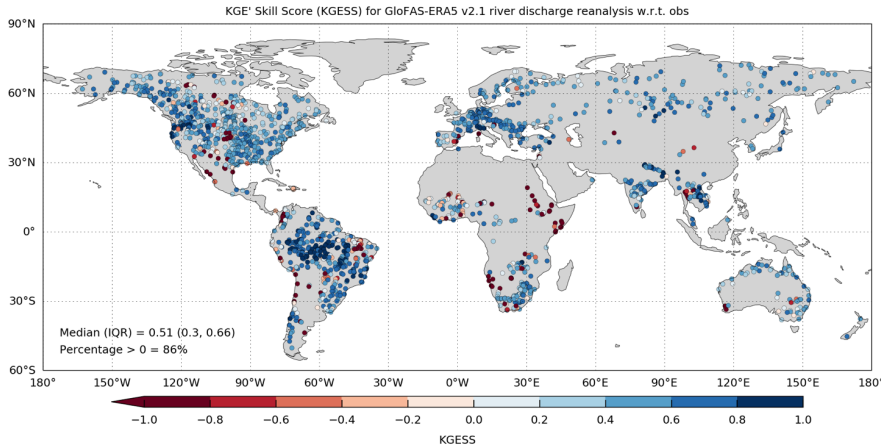 KGE' Skill Score (KGESS) for GloFAS-ERA5 v2.1 river discharge reanalysis w.r.t. obs
90°N
60°N
30°N
0°
30°S
60°S
Median (IQR) = 0.51 (0.3, 0.66)
Percentage > 0 = 86%
180° 150°W 120°W 90°W 60°W 30°W 0°W 30°E 60°E 90°E 120°E 150°E 180°
−1.0 −0.8 −0.6 −0.4 −0.2 0.0 0.2 0.4 0.6 0.8 1.0
KGESS